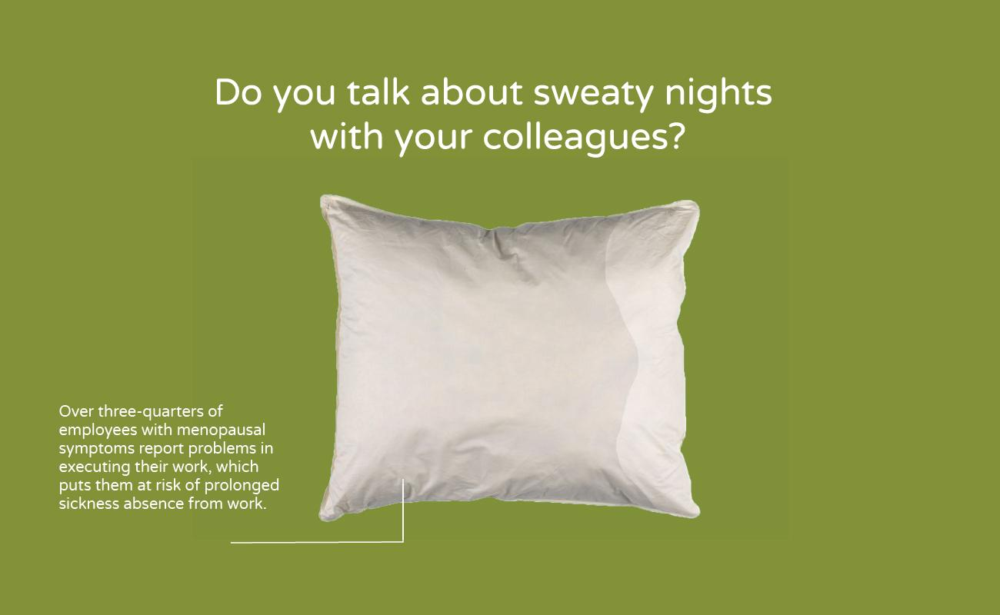 Do you talk about sweaty nights
with your colleagues?
Over three-quarters of
employees with menopausal
symptoms report problems in
executing their work, which
puts them at risk of prolonged
sickness absence from work.